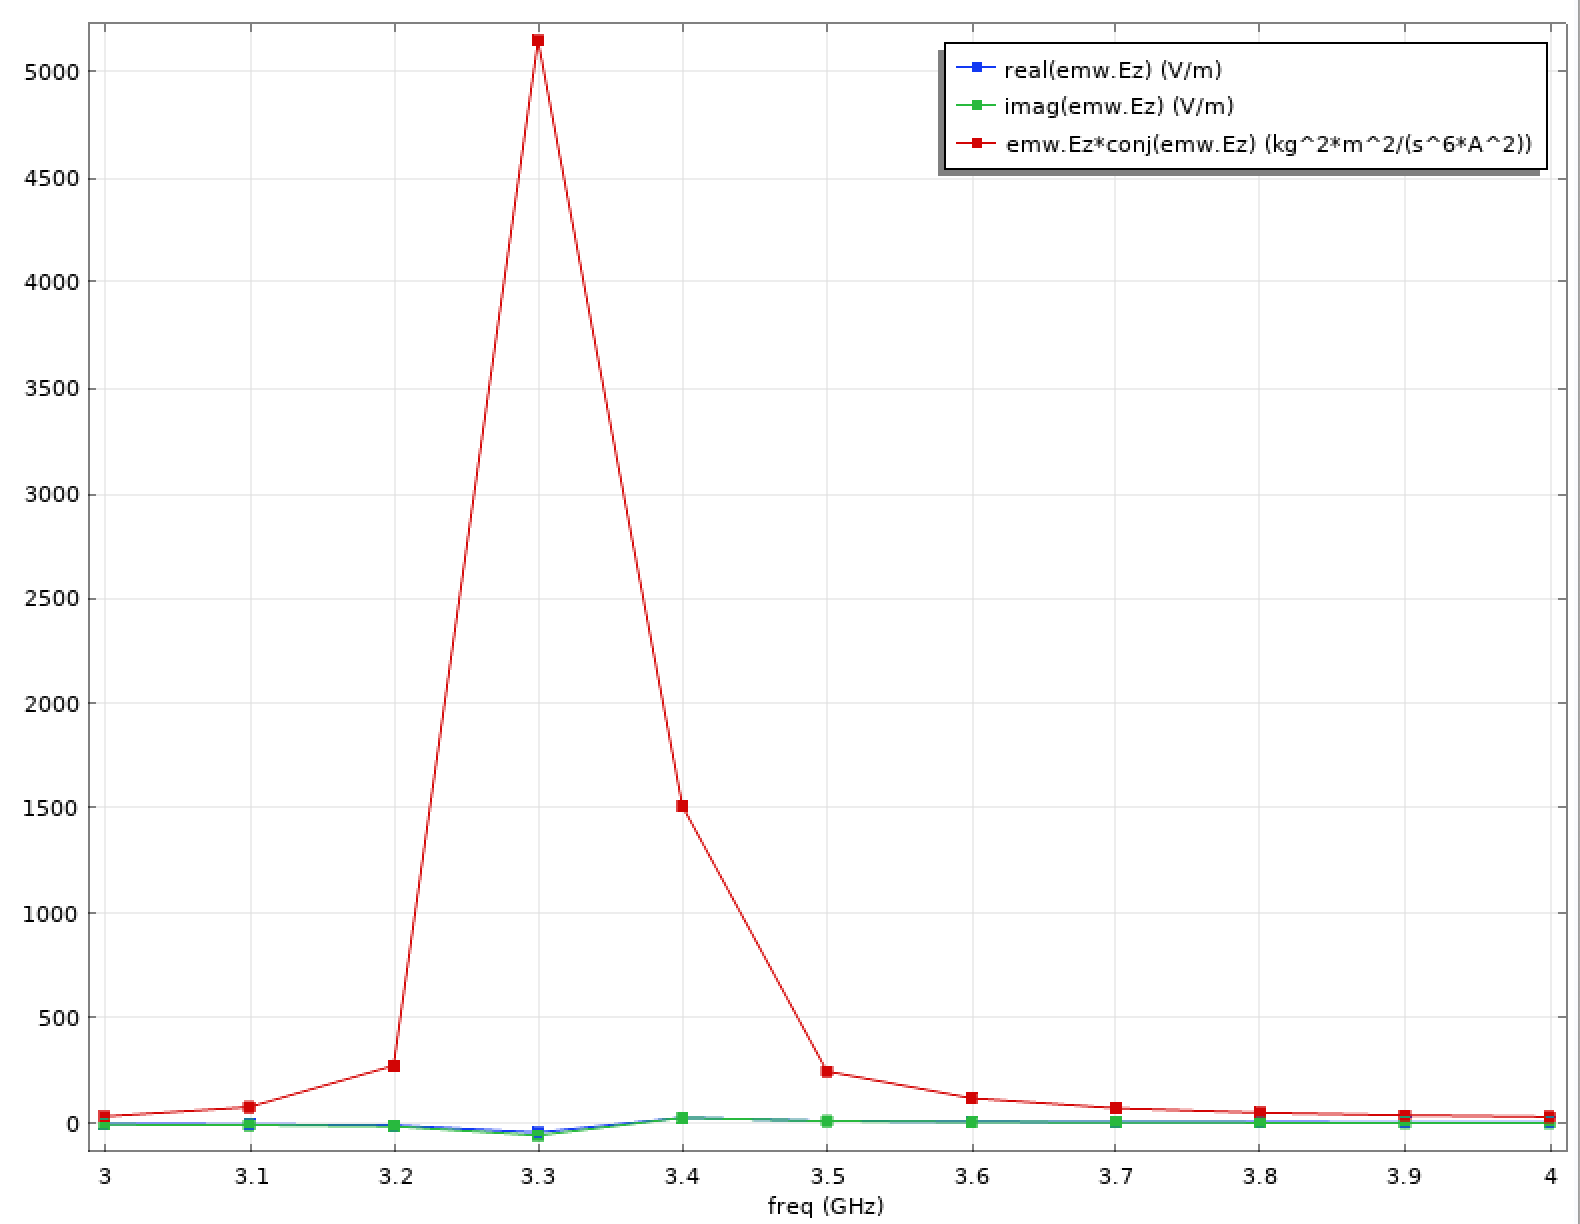 real(emw.Ez) (V/m)
imag(emw.Ez) (V/m)
emw.Ez*conj(emw.Ez) (kg^2*m^2/(s^6*A^2))
5000
4500
4000
3500
3000
2500
2000
1500
1000
500
0
3 3.1 3.2 3.3 3.4 3.5 3.6 3.7 3.8 3.9 4
freq (GHz)